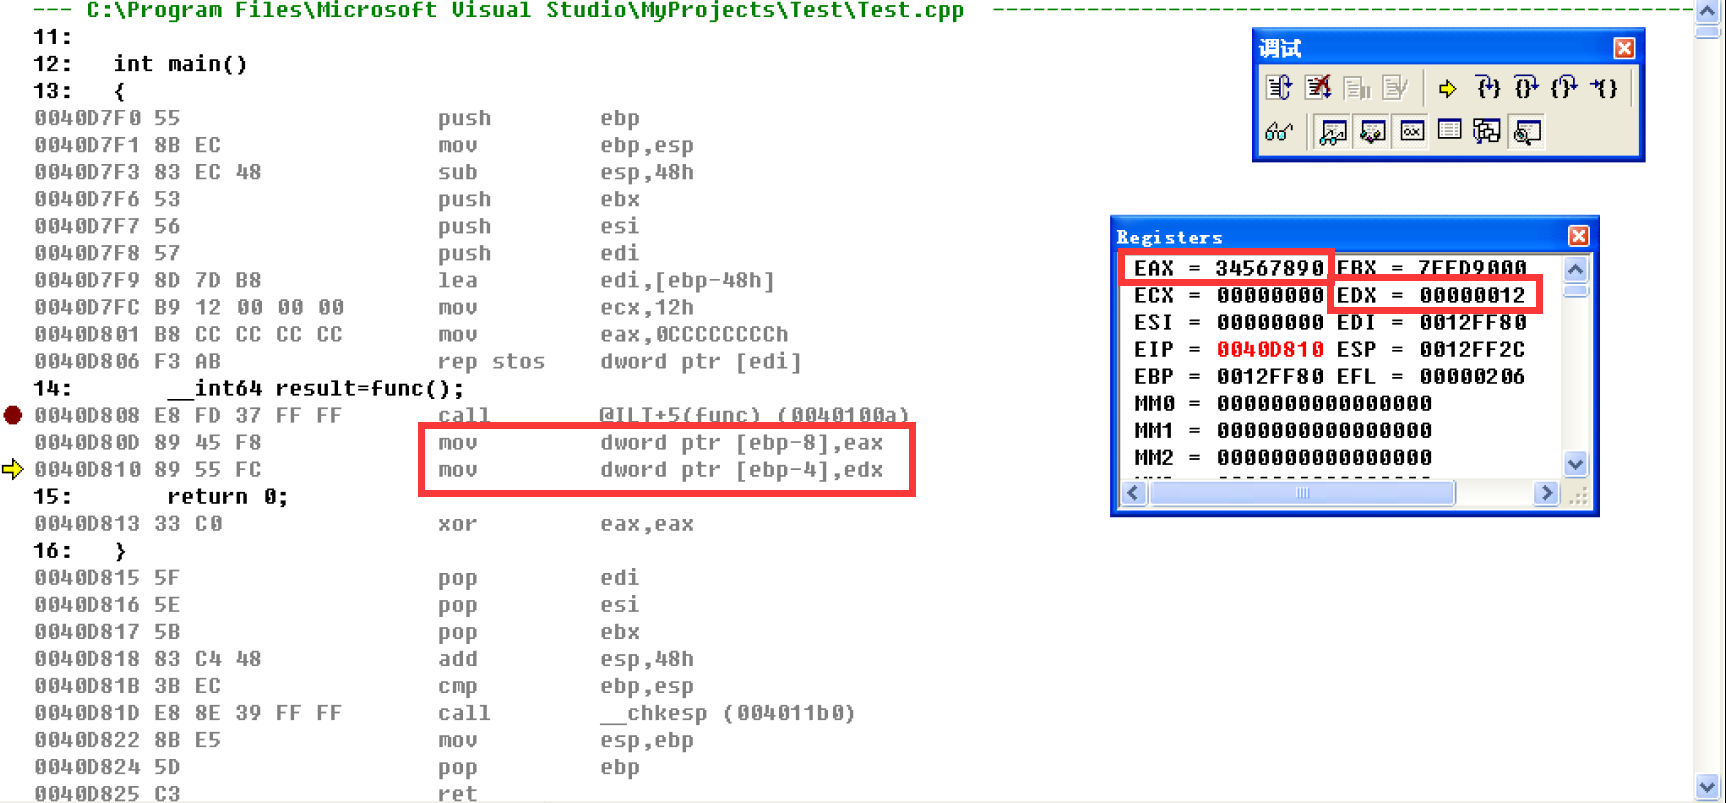 --- C:\Program Files\Microsoft Visual Studio\MyProjects\Test\Test.cpp
11:
12:   int main()
13:   {
0040D7F0 55                   push        ebp
0040D7F1 8B EC                mov         ebp,esp
0040D7F3 83 EC 48             sub         esp,48h
0040D7F6 53                   push        ebx
0040D7F7 56                   push        esi
0040D7F8 57                   push        edi
0040D7F9 8D 7D B8             lea         edi,[ebp-48h]
0040D7FC B9 12 00 00 00       mov         ecx,12h
0040D801 B8 CC CC CC CC       mov         eax,0CCCCCCCCh
0040D806 F3 AB                rep stos    dword ptr [edi]
14:       __int64 result=func();
0040D808 E8 FD 37 FF FF       call        @ILT+5(func) (0040100a)
0040D80D 89 45 F8             mov         dword ptr [ebp-8],eax
0040D810 89 55 FC             mov         dword ptr [ebp-4],edx
15:       return 0;
0040D813 33 C0                xor         eax,eax
16:   }
0040D815 5F                   pop         edi
0040D816 5E                   pop         esi
0040D817 5B                   pop         ebx
0040D818 83 C4 48             add         esp,48h
0040D81B 3B EC                cmp         ebp,esp
0040D81D E8 8E 39 FF FF       call        __chkesp (004011b0)
0040D822 8B E5                mov         esp,ebp
0040D824 5D                   pop         ebp
0040D825 C3                   ret
调试
Registers
EAX = 34567890 EBX = 7FFD9000
ECX = 00000000 EDX = 00000012
ESI = 00000000 EDI = 0012FF80
EIP = 0040D810 ESP = 0012FF2C
EBP = 0012FF80 EFL = 00000206
MM0 = 0000000000000000
MM1 = 0000000000000000
MM2 = 0000000000000000